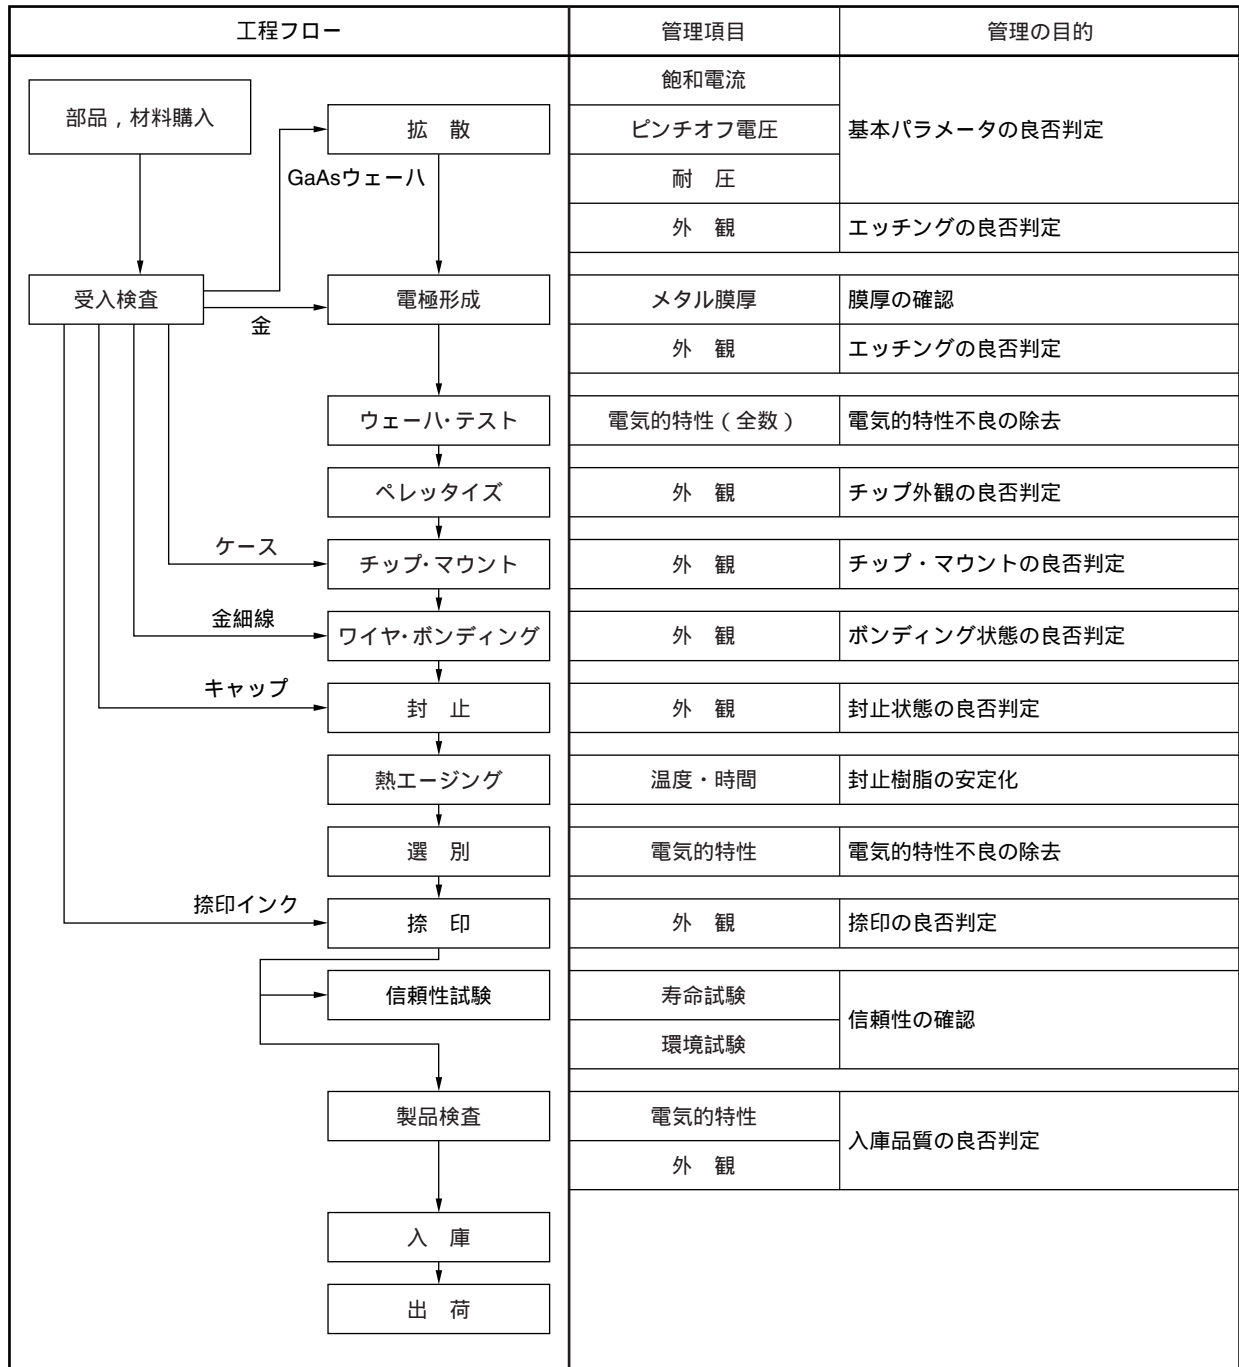 工程フロー 管理項目 管理の目的
飽和電流
部品，材料購入 拡　散 ピンチオフ電圧 基本パラメータの良否判定
GaAsウェーハ 耐　圧
外　観 エッチングの良否判定
受入検査 電極形成 メタル膜厚 膜厚の確認
金
外　観 エッチングの良否判定
ウェーハ・テスト 電気的特性（全数） 電気的特性不良の除去
ペレッタイズ 外　観 チップ外観の良否判定
ケース チップ・マウント 外　観 チップ・マウントの良否判定
金細線 ワイヤ・ボンディング 外　観 ボンディング状態の良否判定
キャップ 封　止 外　観 封止状態の良否判定
熱エージング 温度・時間 封止樹脂の安定化
選　別 電気的特性 電気的特性不良の除去
捺印インク 捺　印 外　観 捺印の良否判定
信頼性試験 寿命試験 信頼性の確認
環境試験
製品検査 電気的特性 入庫品質の良否判定
外　観
入　庫
出　荷